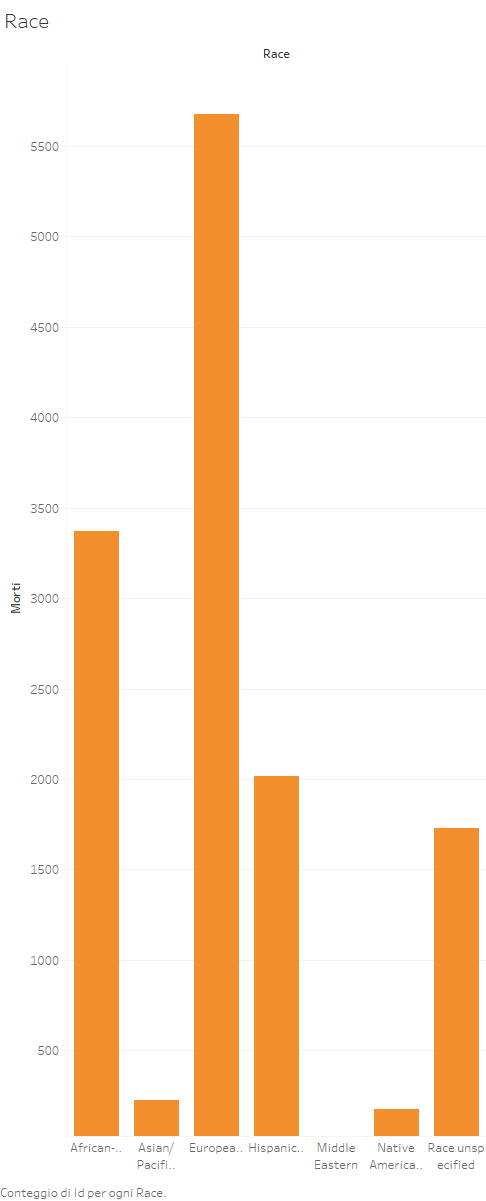 Race
Race
5500
5000
4500
4000
3500
Morti
3000
2500
2000
1500
1000
500
African-..
Asian/
Pacifi..
Europea..
Hispanic..
Middle
Eastern
Native
America..
Race unsp
ecified
Conteggio di Id per ogni Race.